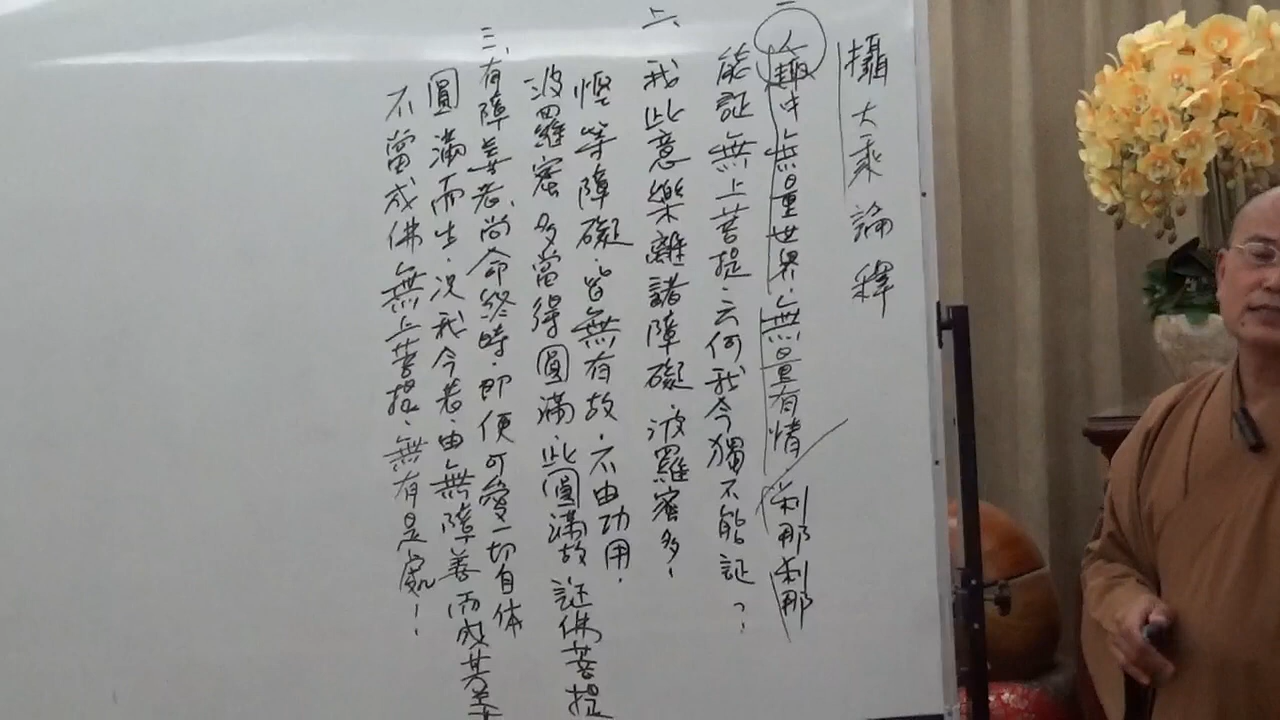 攝大乘論釋
一、
人趣中無量世界、無量有情、刹那刹那
能証無上菩提、云何我今獨不能証？
二、
我此意樂離諸障礙、波羅蜜多、
慳等障礙、皆無有故、不由功用、
波羅蜜多當得圓滿、此圓滿故証佛菩提
三、有障善者、尚命終時、即便可愛一切自体
圓滿而生、况我今者、由無障善而
不當成佛無上菩提、無有是處！